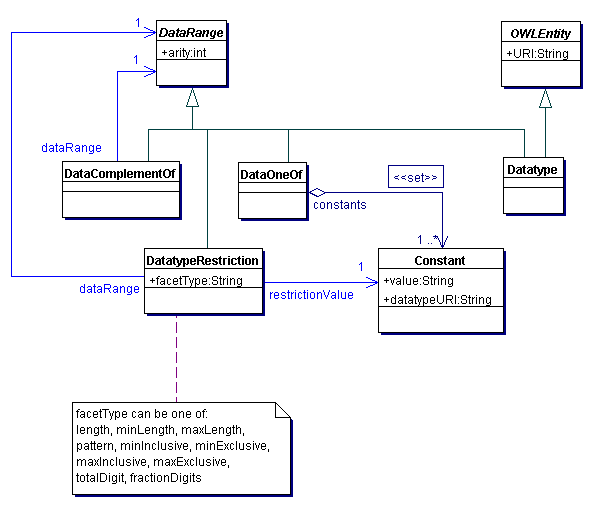 1
DataRange
+arity:int
OWLEntity
+URI:String
1
dataRange
DataComplementOf
DataOneOf
Datatype
<<set>>
constants
1 ..*
DatatypeRestriction
+facetType:String
dataRange
1
restrictionValue
Constant
+value:String
+datatypeURI:String
facetType can be one of:
length, minLength, maxLength,
pattern, minInclusive, minExclusive,
maxInclusive, maxExclusive,
totalDigit, fractionDigits